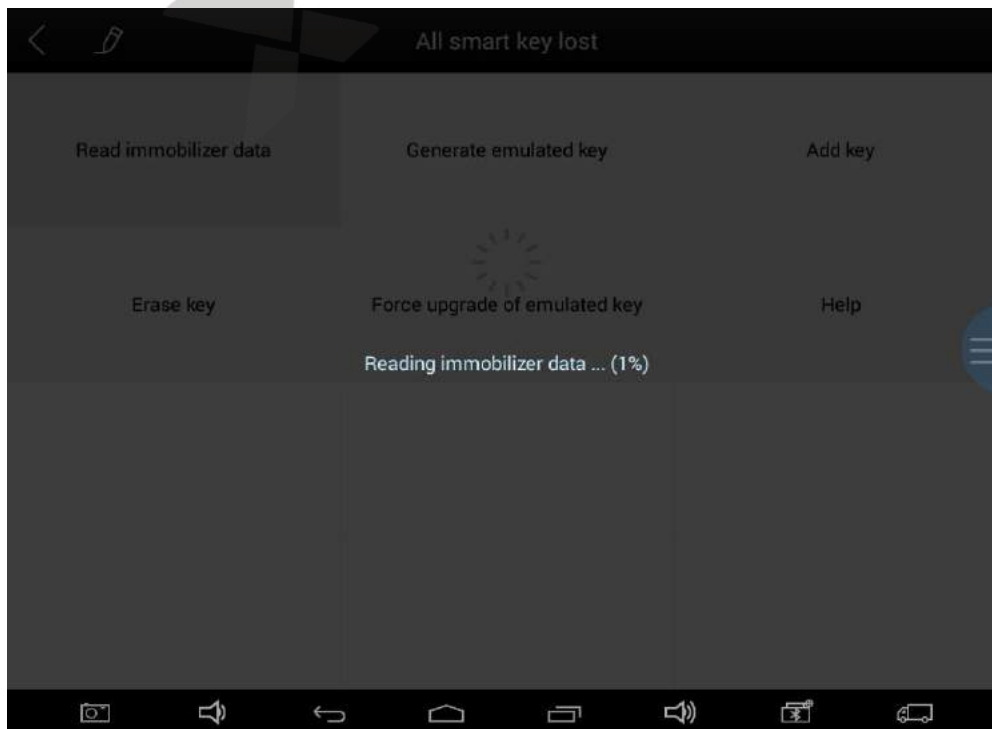 All smart key lost
Read immobilizer data
Generate emulated key
Add key
Erase key
Force upgrade of emulated key
Help
Reading immobilizer data ... (1%)